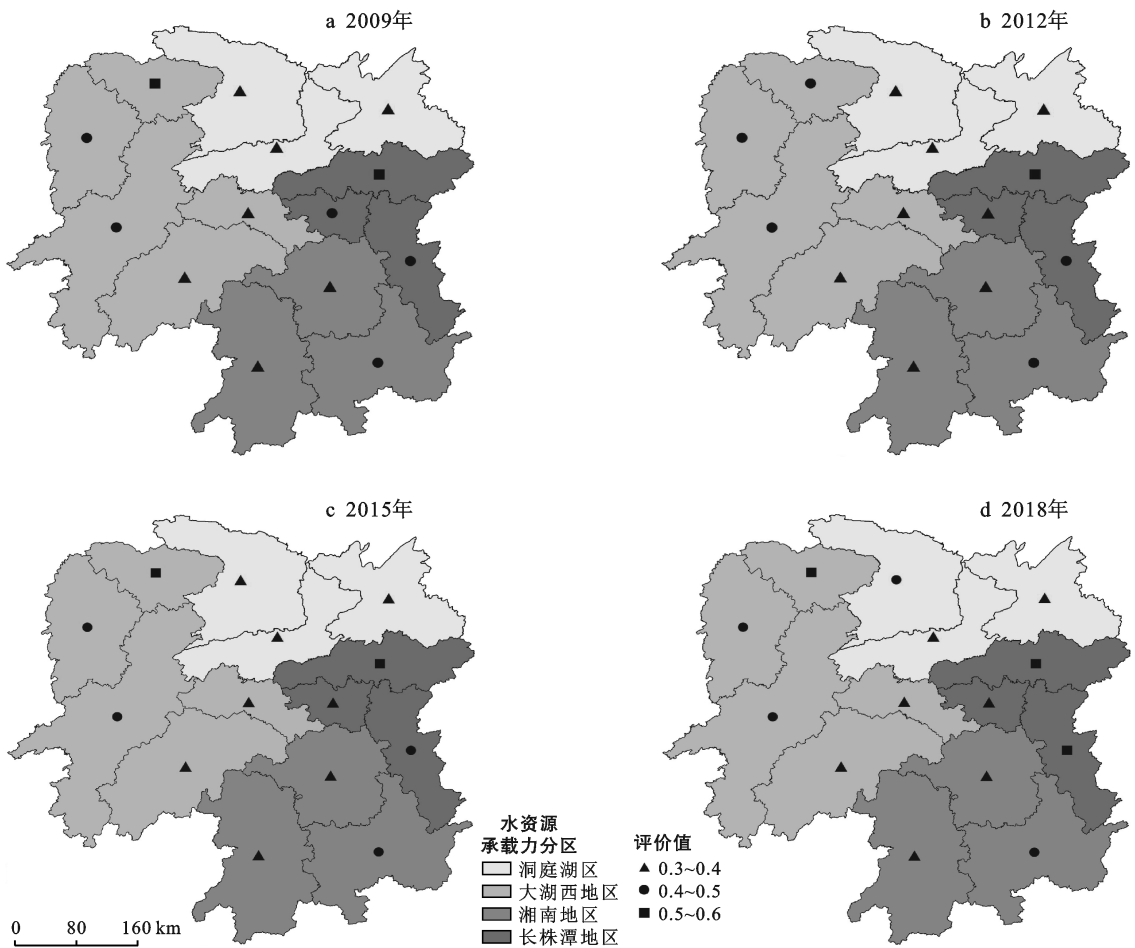 a 2009年
b 2012年
c 2015年
d 2018年
水资源
承载力分区
洞庭湖区
大湖西地区
湘南地区
长株潭地区
评价值
0.3~0.4
0.4~0.5
0.5~0.6
0 80 160 km